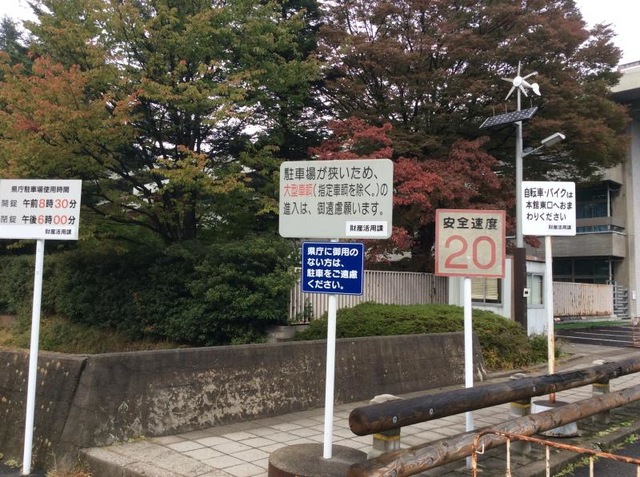 県庁駐車場使用時間
開錠 午前8時30分
閉錠 午後6時00分
財産活用課
駐車場が狭いため、
大型車輌(指定車輌を除く。)の
進入は、御遠慮願います。
財産活用課
県庁に御用の
ない方は、
駐車をご遠慮
ください。
安全速度
20
自転車・バイクは
本館東口へおま
わりください
財産活用課